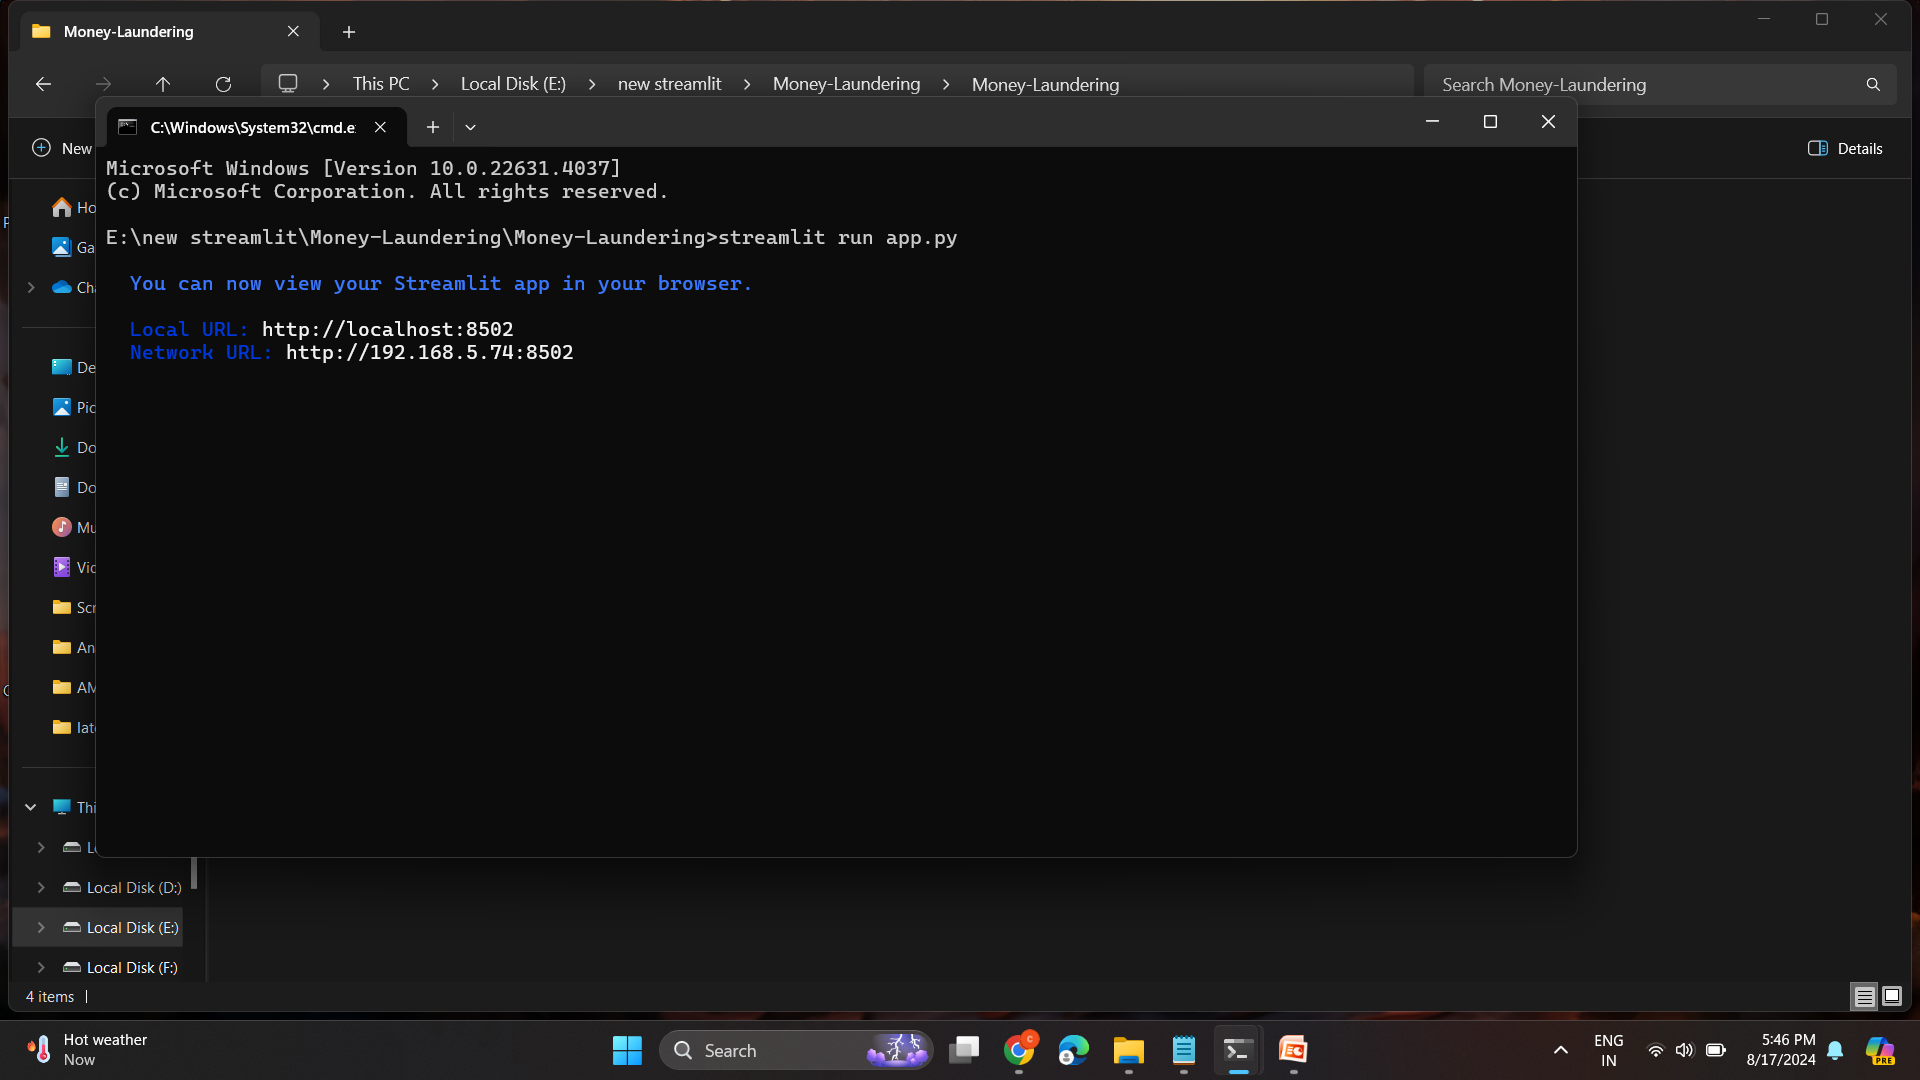 Money-Laundering
This PC
Local Disk (E:)
new streamlit
Money-Laundering
Money-Laundering
Search Money-Laundering
C:\Windows\System32\cmd.e
New
Details
Microsoft Windows [Version 10.0.22631.4037]
(c) Microsoft Corporation. All rights reserved.
E:\new streamlit\Money-Laundering\Money-Laundering>streamlit run app.py
You can now view your Streamlit app in your browser.
Local URL: http://localhost:8502
Network URL: http://192.168.5.74:8502
Ho
Ga
Cha
De
Pic
Do
Do
Mu
Vid
Scr
An
AM
late
Thi
Lo
Local Disk (D:)
Local Disk (E:)
Local Disk (F:)
4 items
Hot weather
Now
Search
ENG
IN
5:46 PM
8/17/2024
PRE